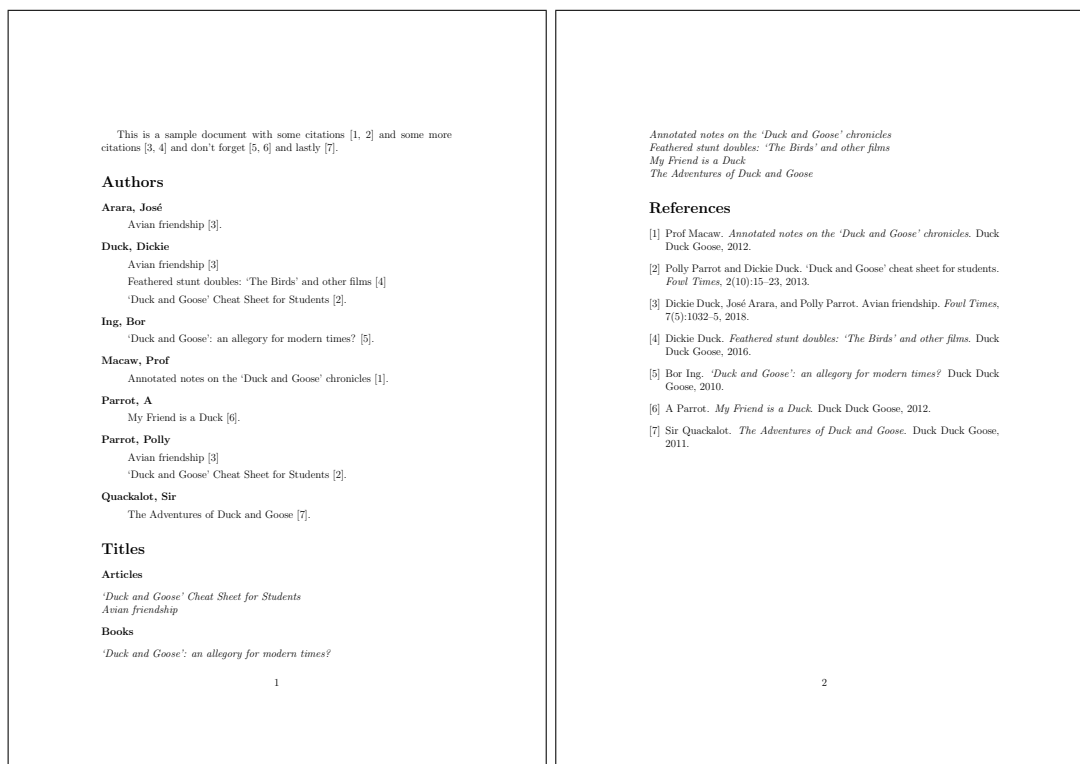 This is a sample document with some citations [1, 2] and some more
citations [3, 4] and don't forget [5, 6] and lastly [7].
Authors
Arara, José
Avian friendship [3].
Duck, Dickie
Avian friendship [3]
Feathered stunt doubles: ‘The Birds’ and other films [4]
‘Duck and Goose’ Cheat Sheet for Students [2].
Ing, Bor
‘Duck and Goose’: an allegory for modern times? [5].
Macaw, Prof
Annotated notes on the ‘Duck and Goose’ chronicles [1].
Parrot, A
My Friend is a Duck [6].
Parrot, Polly
Avian friendship [3]
‘Duck and Goose’ Cheat Sheet for Students [2].
Quackalot, Sir
The Adventures of Duck and Goose [7].
Titles
Articles
‘Duck and Goose’ Cheat Sheet for Students
Avian friendship
Books
‘Duck and Goose’: an allegory for modern times?
1
Annotated notes on the ‘Duck and Goose’ chronicles
Feathered stunt doubles: ‘The Birds’ and other films
My Friend is a Duck
The Adventures of Duck and Goose
References
[1] Prof Macaw. Annotated notes on the ‘Duck and Goose’ chronicles. Duck
Duck Goose, 2012.
[2] Polly Parrot and Dickie Duck. ‘Duck and Goose’ cheat sheet for students.
Fowl Times, 2(10):15–23, 2013.
[3] Dickie Duck, José Arara, and Polly Parrot. Avian friendship. Fowl Times,
7(5):1032–5, 2018.
[4] Dickie Duck. Feathered stunt doubles: ‘The Birds’ and other films. Duck
Duck Goose, 2016.
[5] Bor Ing. ‘Duck and Goose’: an allegory for modern times? Duck Duck
Goose, 2010.
[6] A Parrot. My Friend is a Duck. Duck Duck Goose, 2012.
[7] Sir Quackalot. The Adventures of Duck and Goose. Duck Duck Goose,
2011.
2